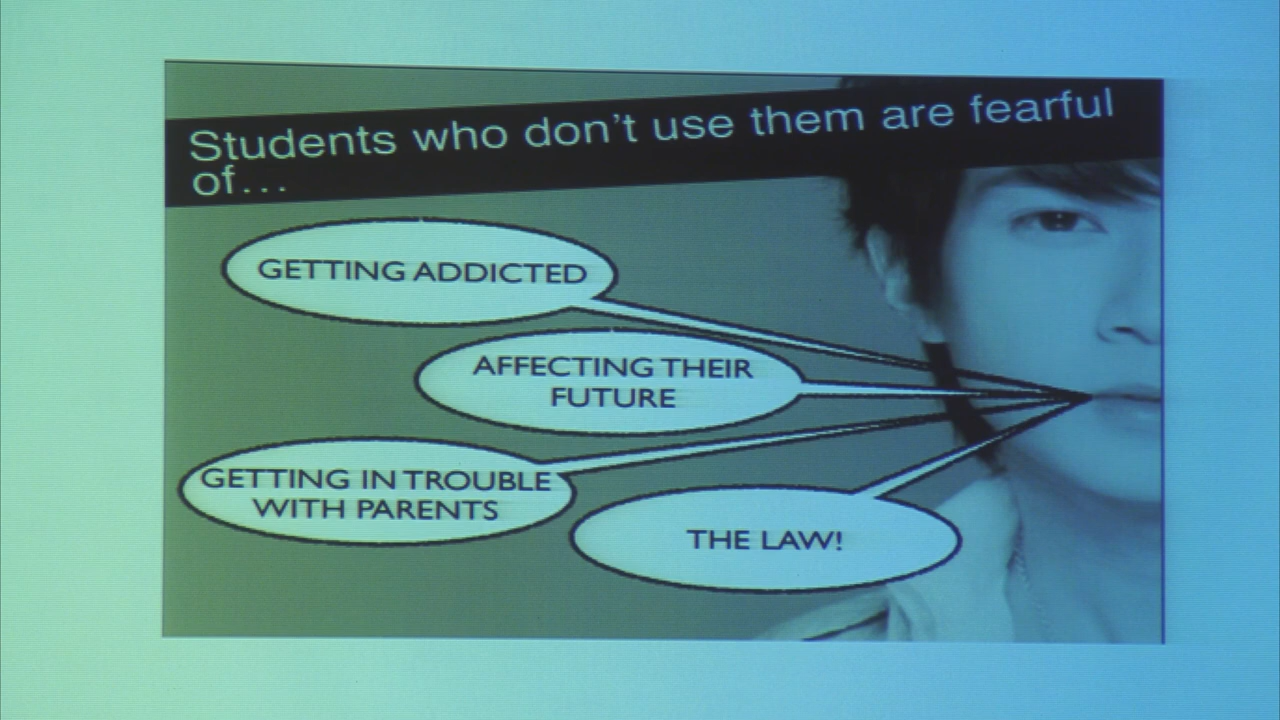 Students who don't use them are fearful
of...
GETTING ADDICTED
AFFECTING THEIR
FUTURE
GETTING IN TROUBLE
WITH PARENTS
THE LAW!